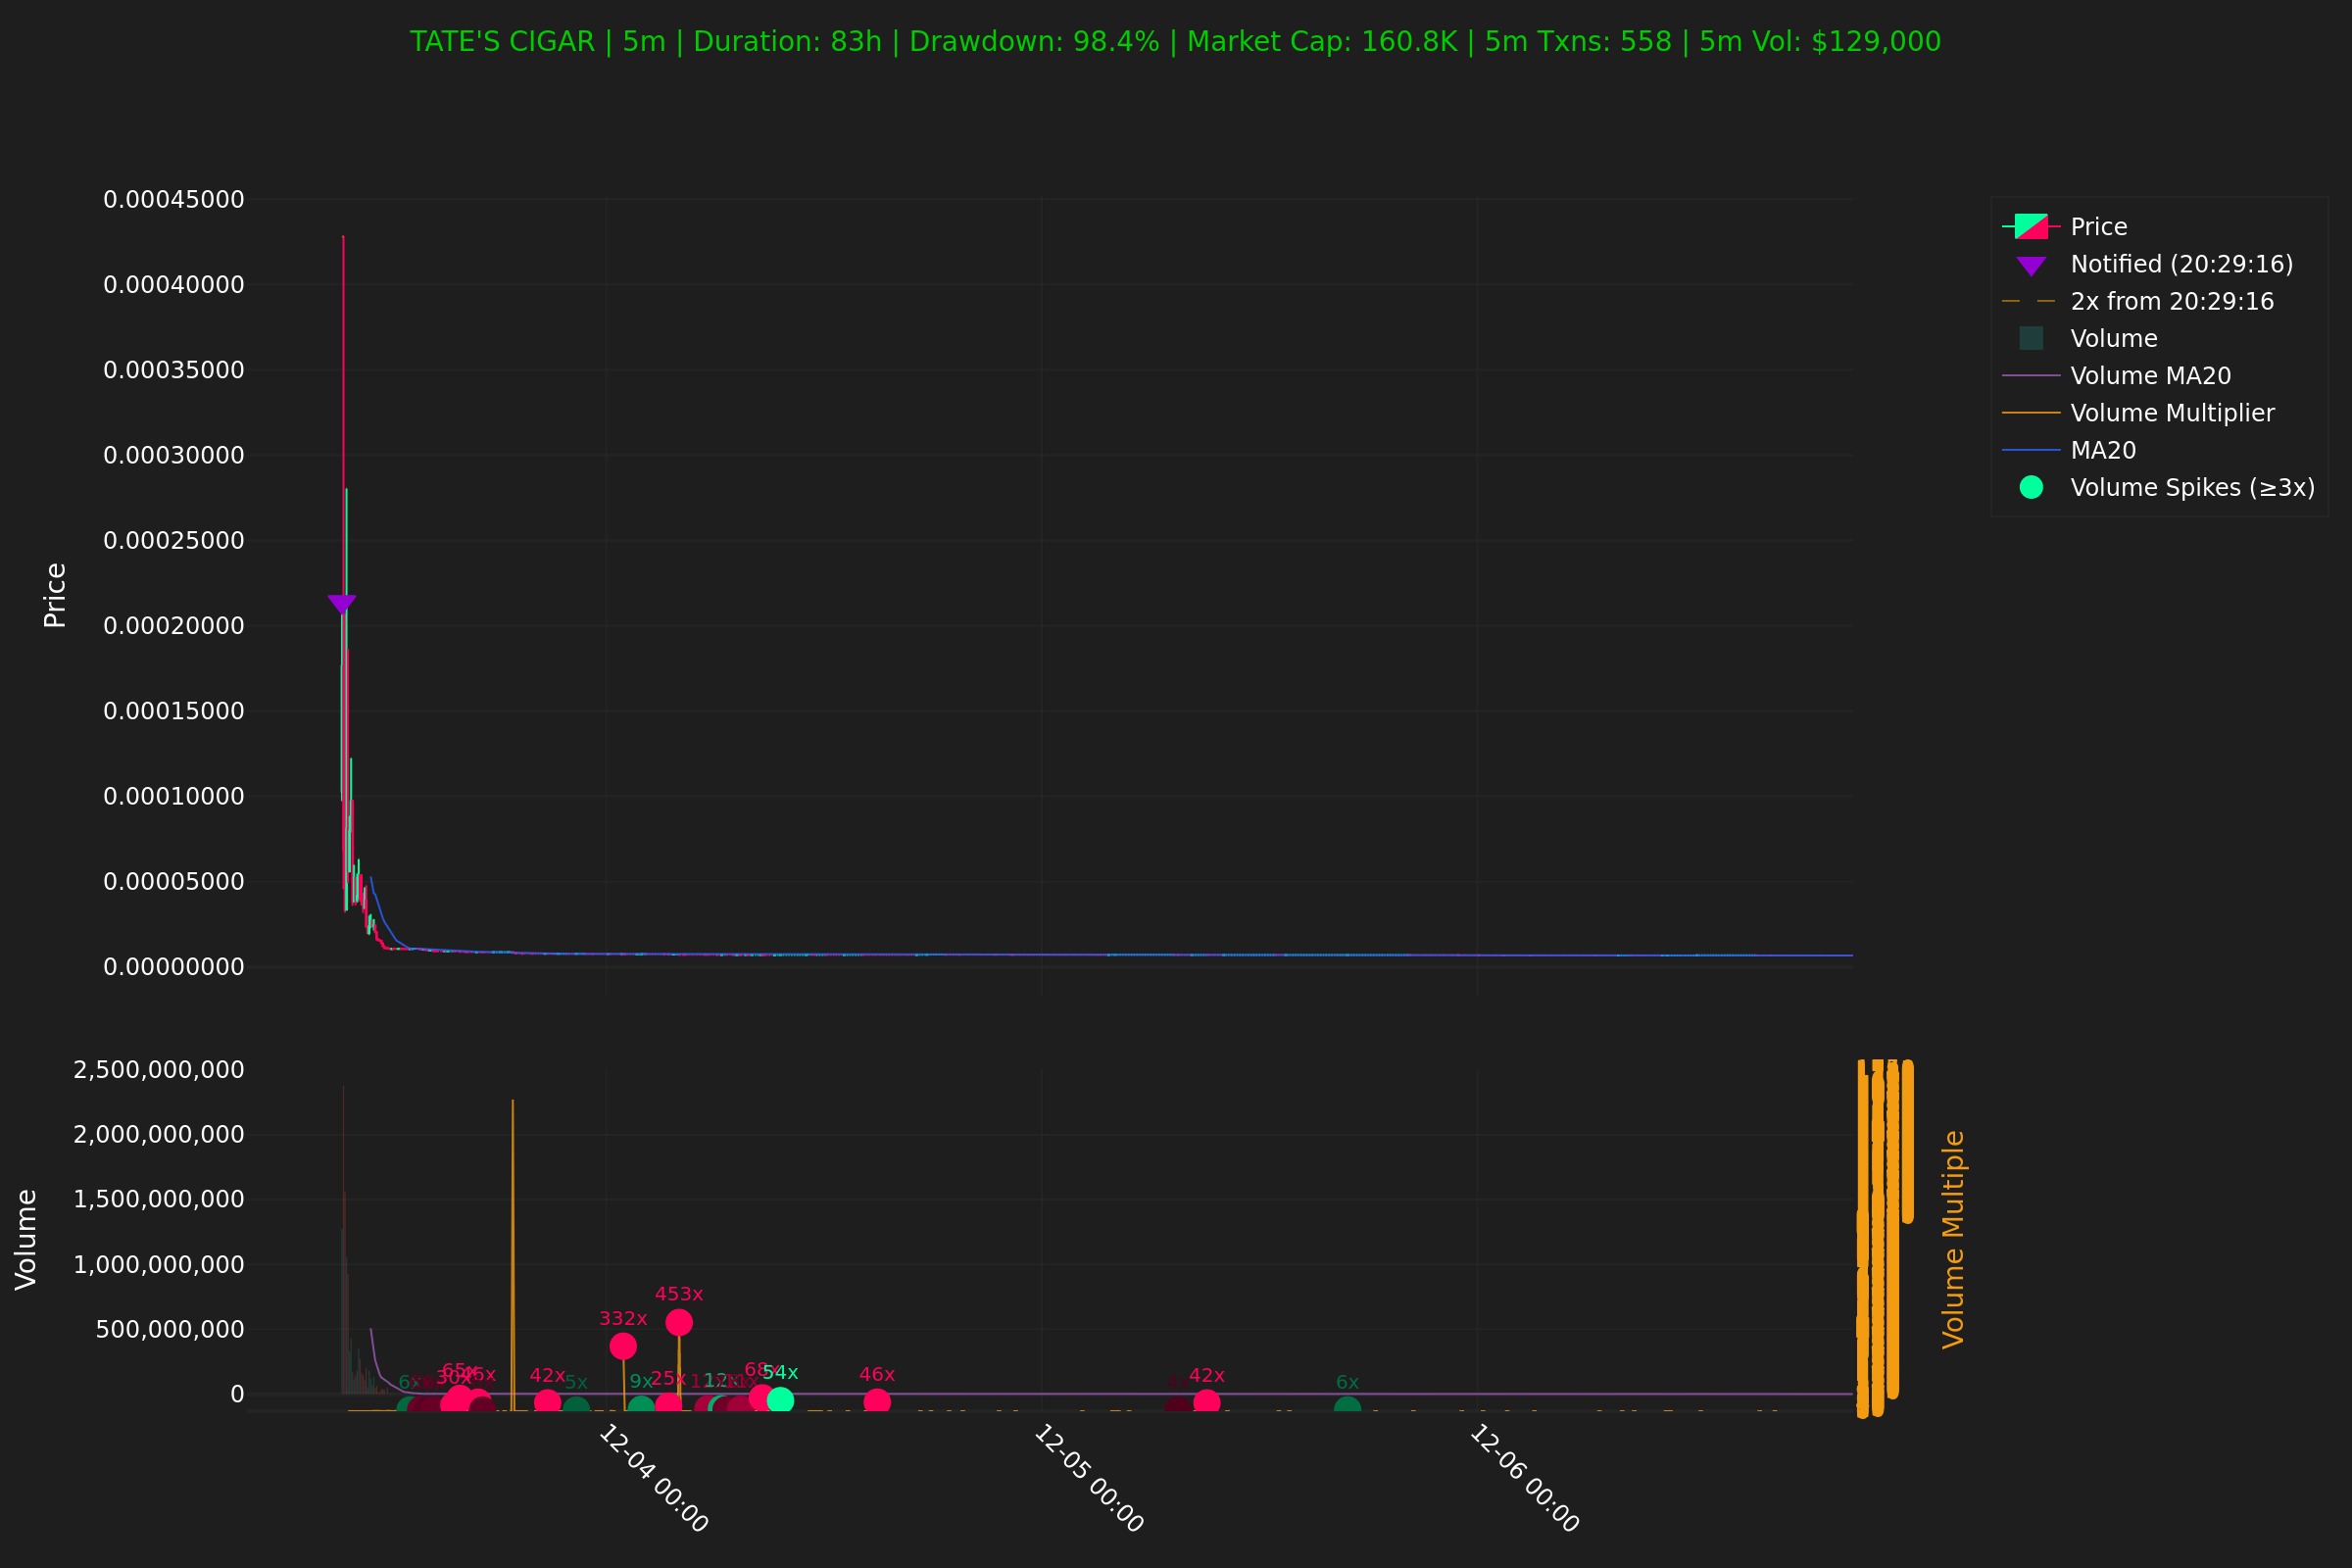 TATE'S CIGAR | 5m | Duration: 83h | Drawdown: 98.4% | Market Cap: 160.8K | 5m Txns: 558 | 5m Vol: $129,000
0.00045000
0.00040000
0.00035000
0.00030000
0.00025000
0.00020000
0.00015000
0.00010000
0.00005000
0.00000000
Price
Price
Notified (20:29:16)
2x from 20:29:16
Volume
Volume MA20
Volume Multiplier
MA20
Volume Spikes (≥3x)
2,500,000,000
2,000,000,000
1,500,000,000
1,000,000,000
500,000,000
0
Volume
Volume Multiple
6x
30x
65x
42x
5x
332x
9x
25x
453x
68x
54x
46x
42x
6x
12-04 00:00
12-05 00:00
12-06 00:00